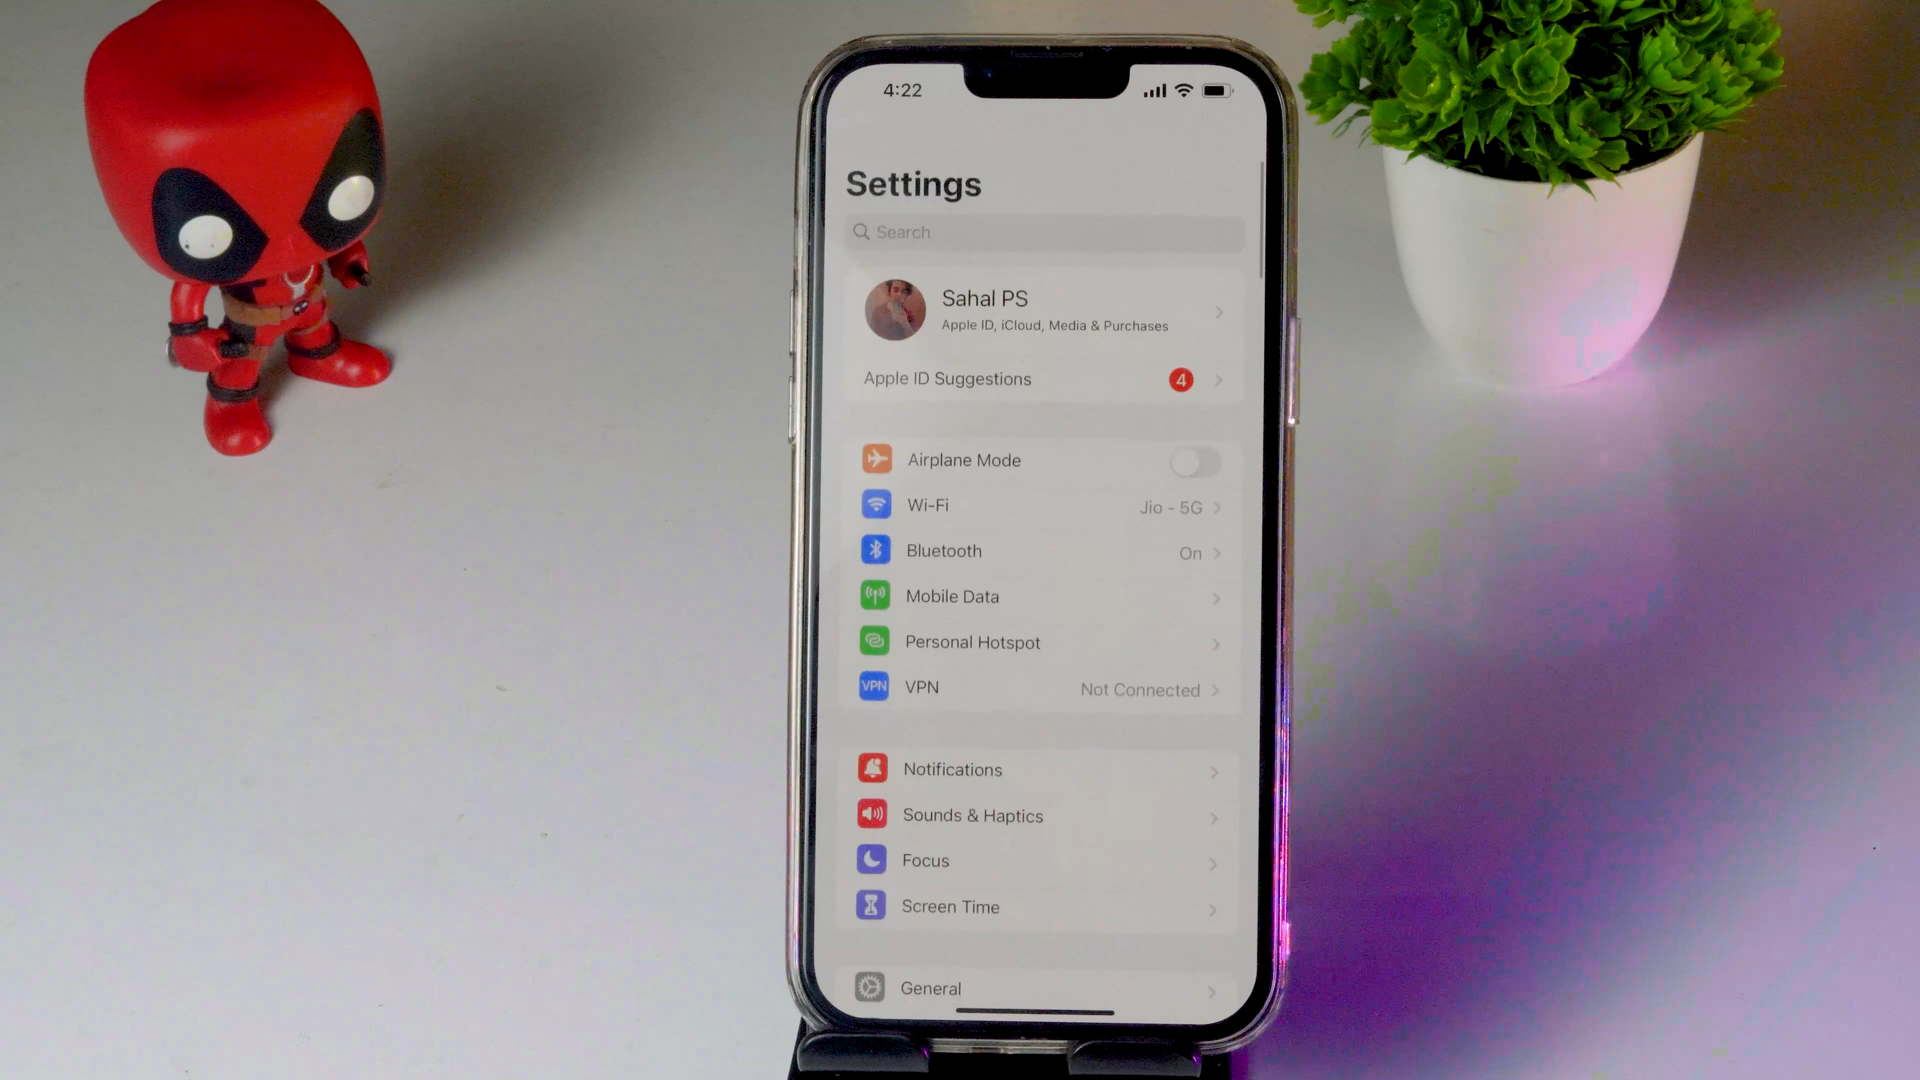 4:22
Settings
Search
Sahal PS
Apple ID, iCloud, Media & Purchases
Apple ID Suggestions 4
Airplane Mode
Wi-Fi Jio - 5G
Bluetooth On
Mobile Data
Personal Hotspot
VPN VPN Not Connected
Notifications
Sounds & Haptics
Focus
Screen Time
General